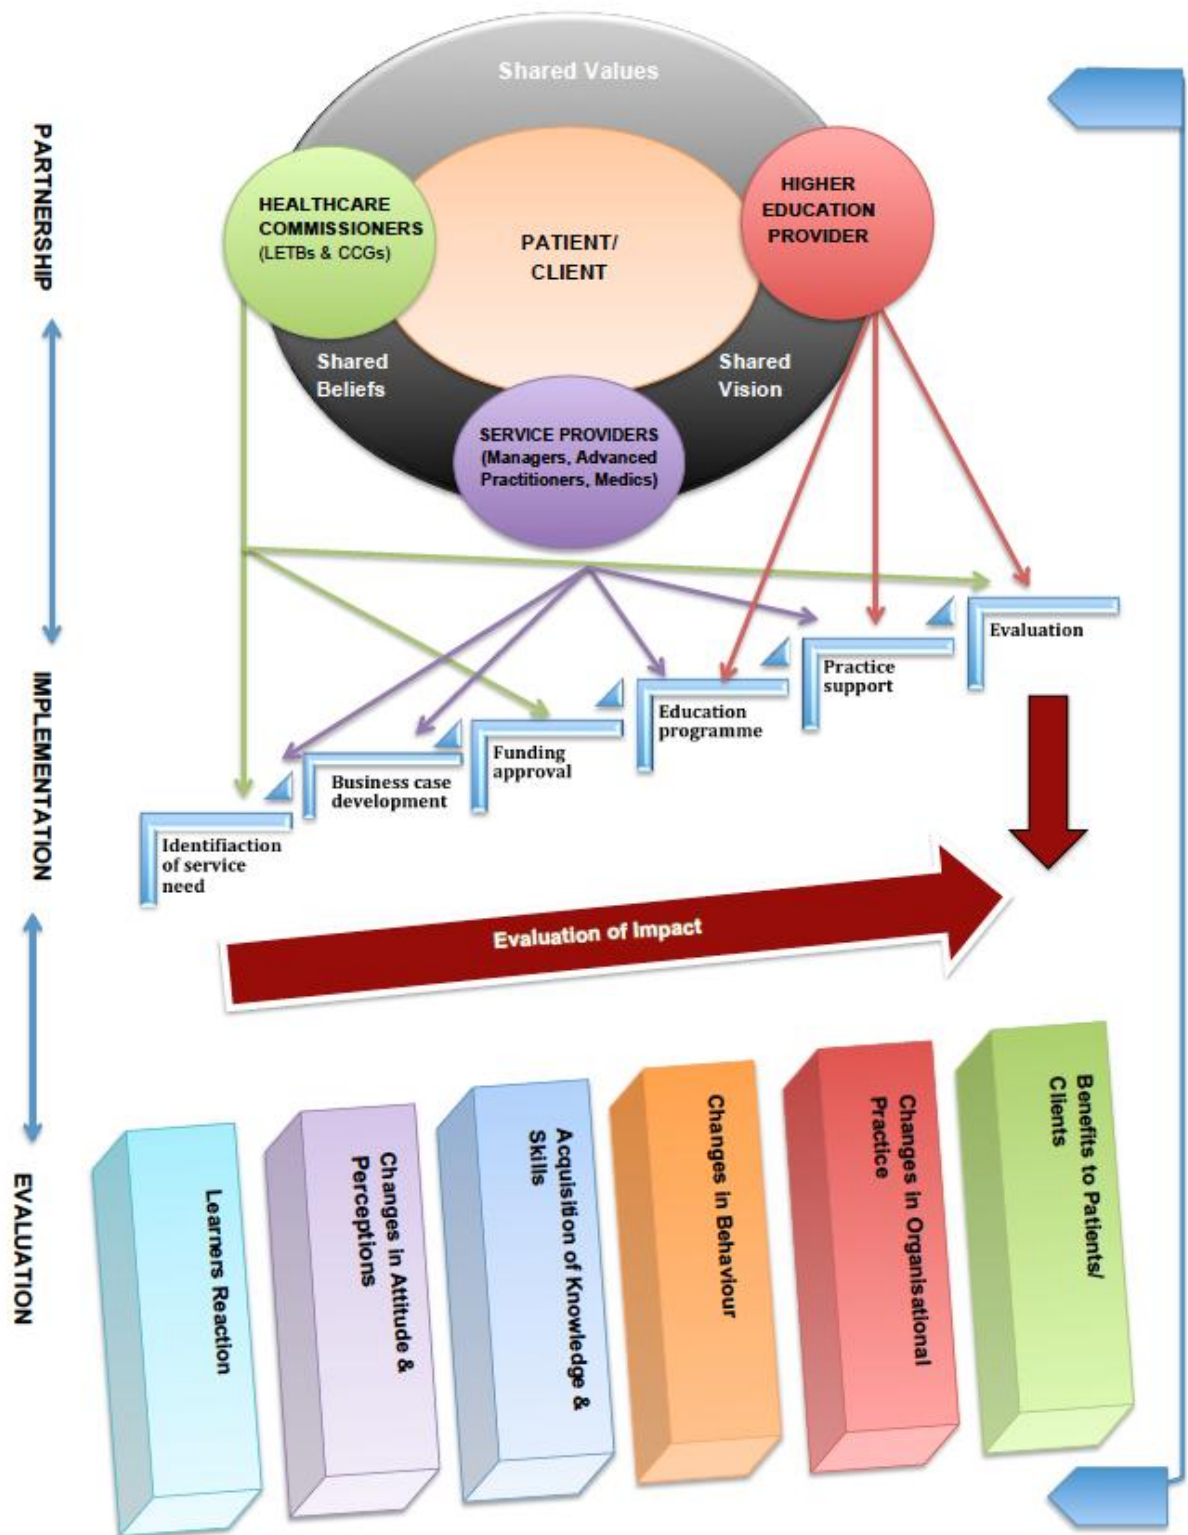 PARTNERSHIP
IMPLEMENTATION
EVALUATION
Shared Values
HEALTHCARE
COMMISSIONERS
(LETBs & CCGs)
HIGHER
EDUCATION
PROVIDER
PATIENT/
CLIENT
Shared
Beliefs
Shared
Vision
SERVICE PROVIDERS
(Managers, Advanced
Practitioners, Medics)
Evaluation
Practice
support
Education
programme
Funding
approval
Business case
development
Identifiaction
of service
need
Evaluation of Impact
Learners Reaction
Changes in Attitude &
Perceptions
Acquisition of Knowledge &
Skills
Changes in Behaviour
Changes in Organisational
Practice
Benefits to Patients/
Clients